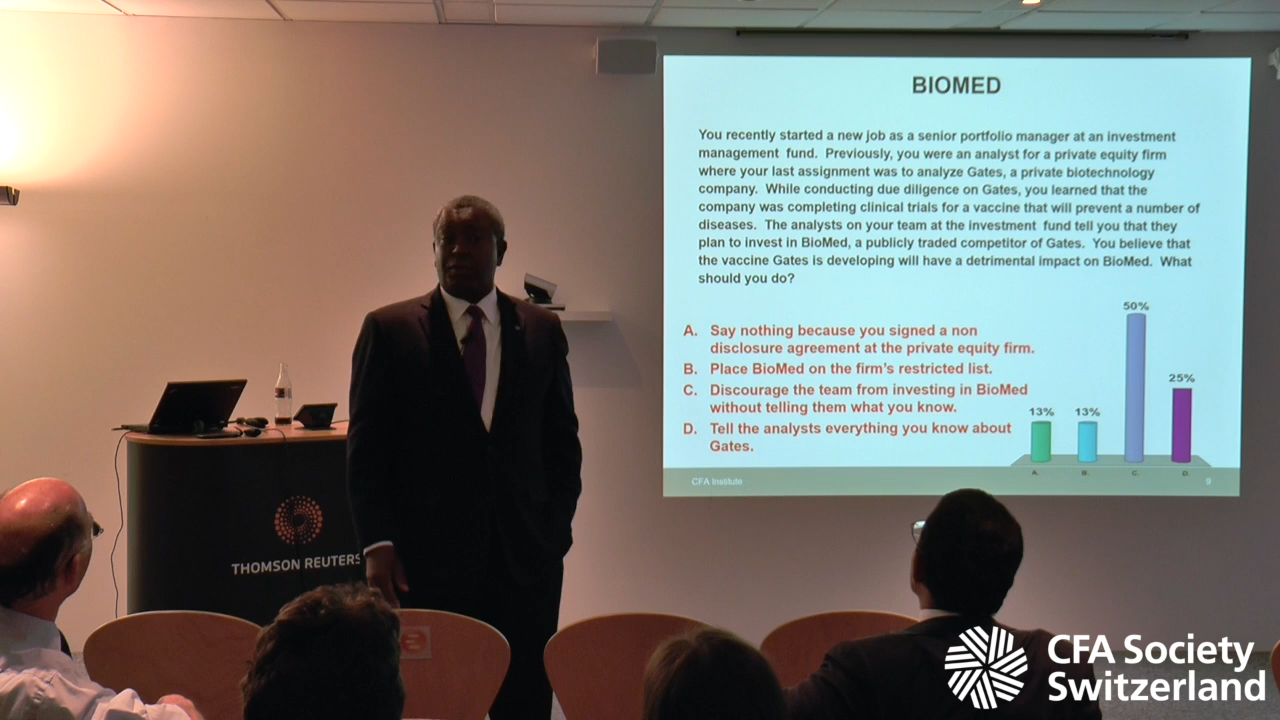 BIOMED
You recently started a new job as a senior portfolio manager at an investment
management fund. Previously, you were an analyst for a private equity firm
where your last assignment was to analyze Gates, a private biotechnology
company. While conducting due diligence on Gates, you learned that the
company was completing clinical trials for a vaccine that will prevent a number of
diseases. The analysts on your team at the investment fund tell you that they
plan to invest in BioMed, a publicly traded competitor of Gates. You believe that
the vaccine Gates is developing will have a detrimental impact on BioMed. What
should you do?
A. Say nothing because you signed a non
disclosure agreement at the private equity firm.
B. Place BioMed on the firm's restricted list.
C. Discourage the team from investing in BioMed
without telling them what you know.
D. Tell the analysts everything you know about
Gates.
13% 13% 50% 25%
A. B. C. D.
CFA Institute 9
THOMSON REUTERS
CFA Society
Switzerland